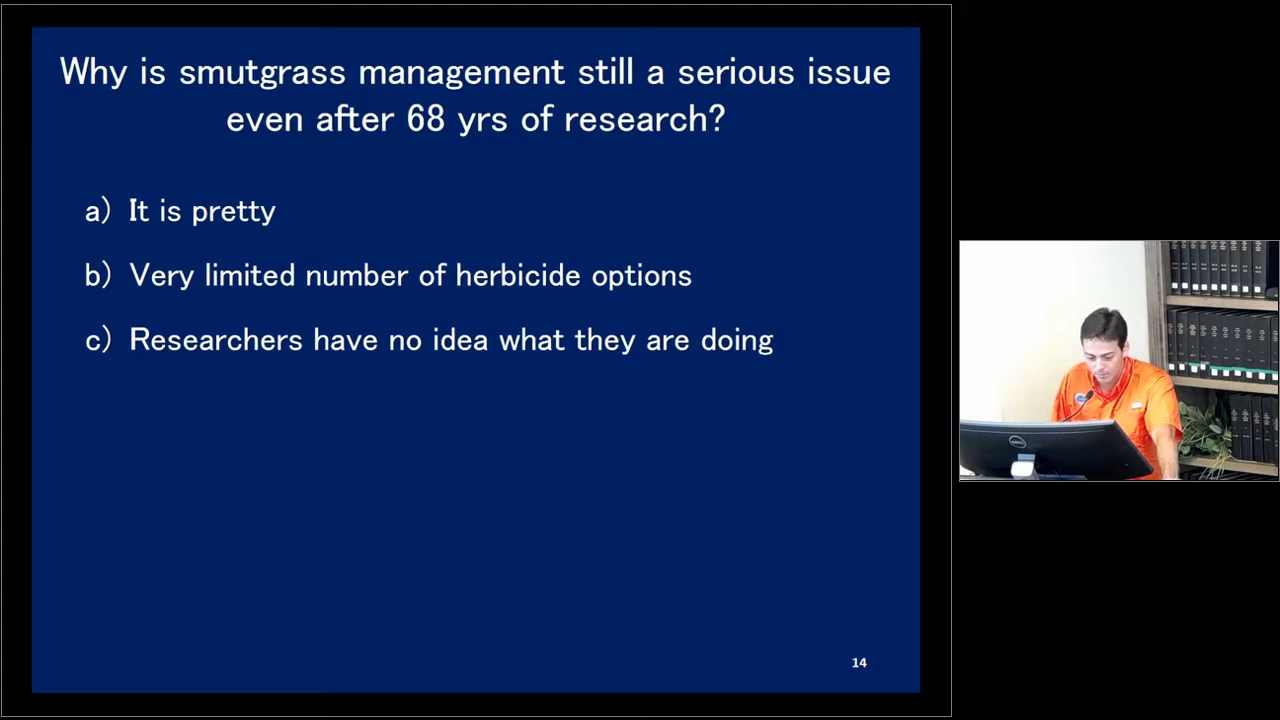 Why is smutgrass management still a serious issue
even after 68 yrs of research?
a) It is pretty
b) Very limited number of herbicide options
c) Researchers have no idea what they are doing
14
DELL